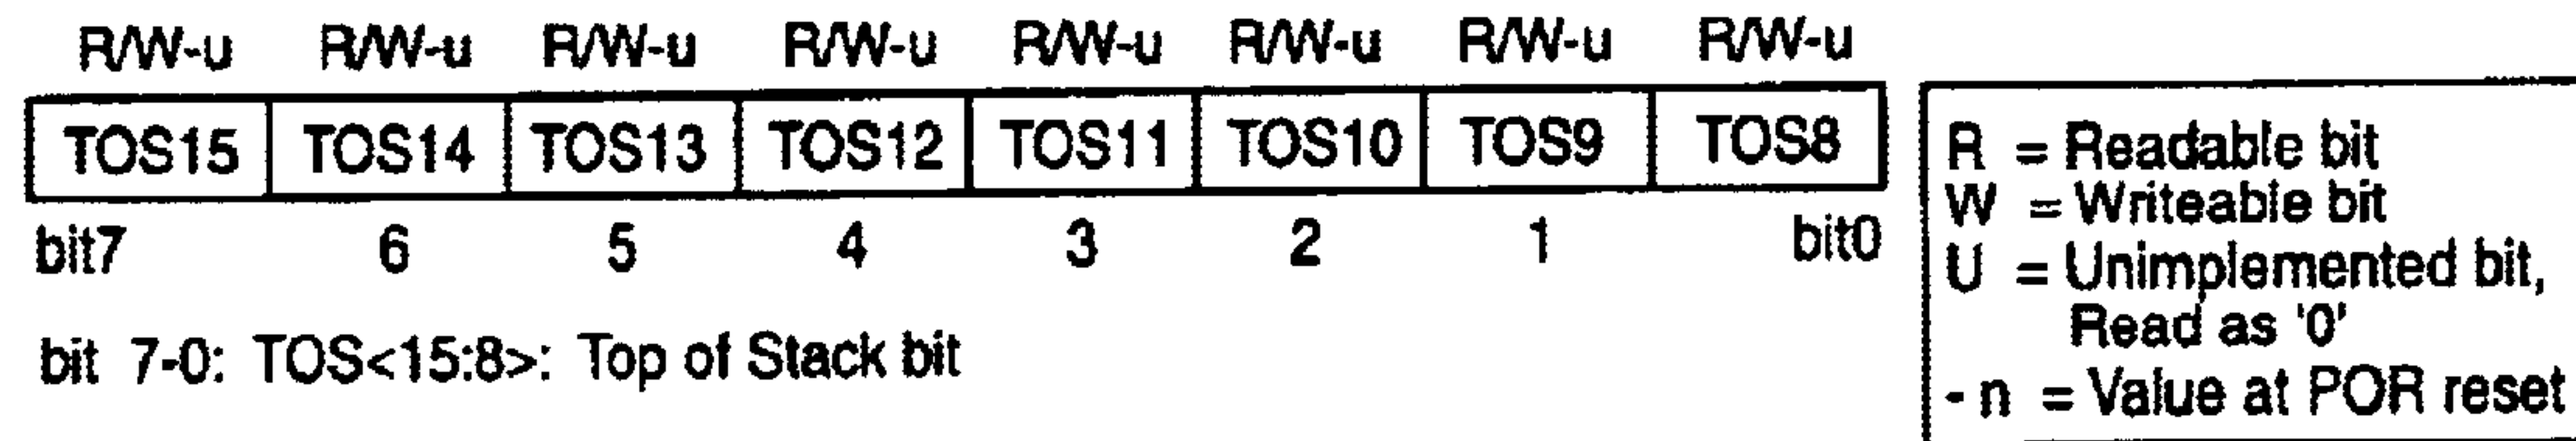 R/W-u R/W-u R/W-u R/W-u R/W-u R/W-u R/W-u R/W-u
TOS15 TOS14 TOS13 TOS12 TOS11 TOS10 TOS9 TOS8
bit7 6 5 4 3 2 1 bit0
bit 7-0: TOS<15:8>: Top of Stack bit
R = Readable bit
W = Writeable bit
U = Unimplemented bit,
Read as '0'
- n = Value at POR reset